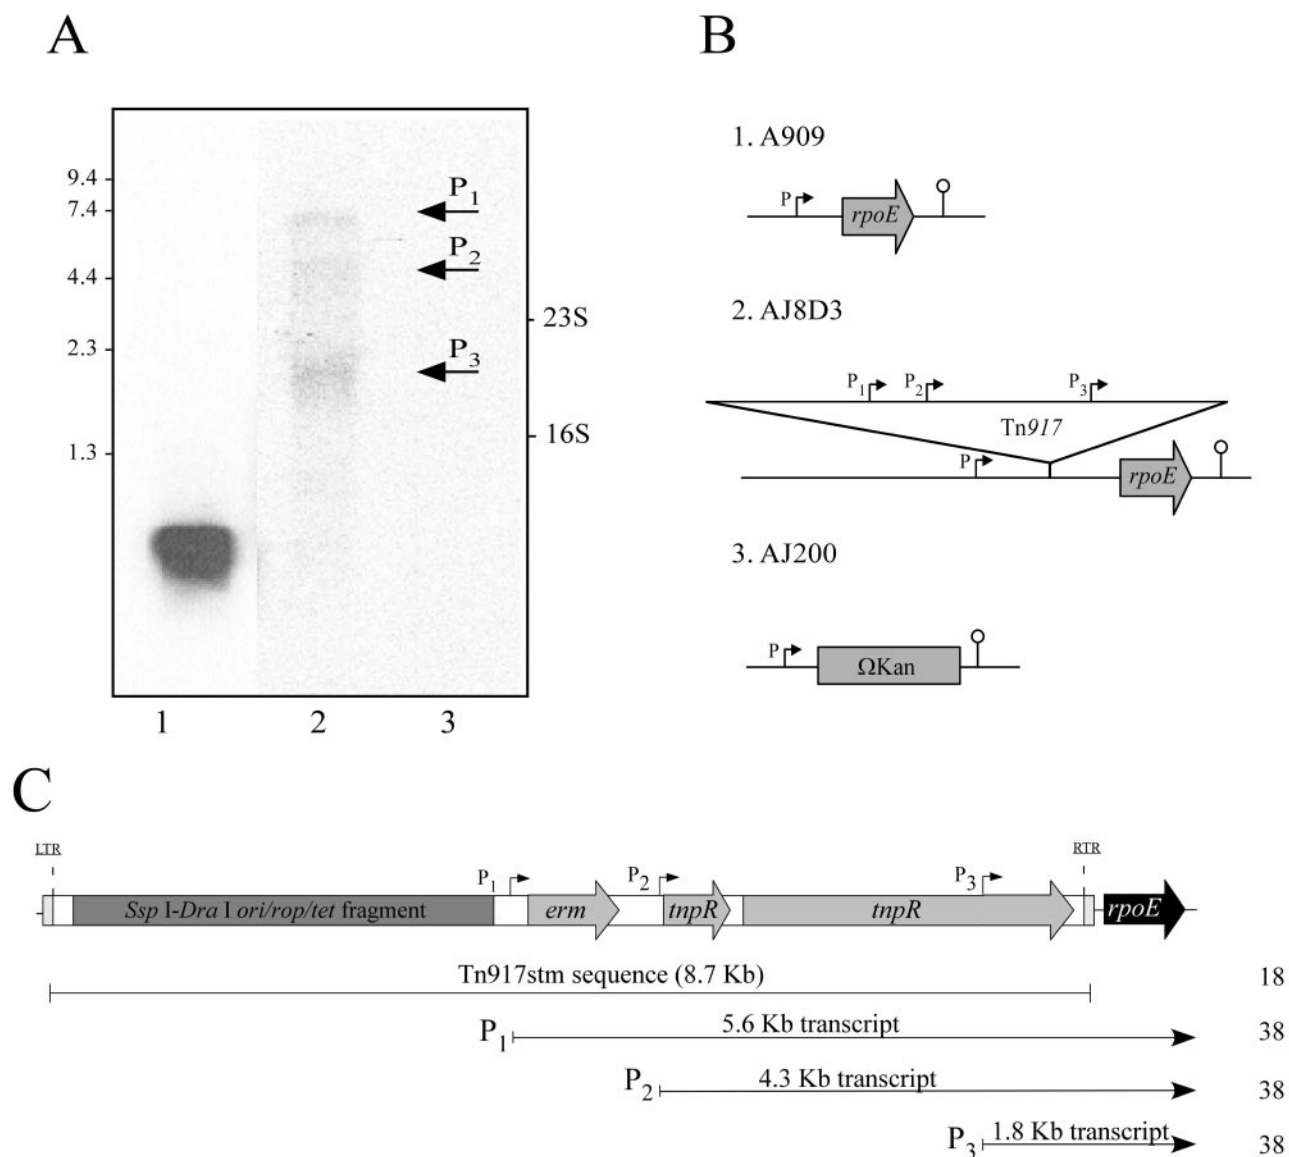 A
B
9.4
7.4
4.4
2.3
1.3
P1
P2
P3
23S
16S
1 2 3
1. A909
P
rpoE
2. AJ8D3
P1 P2 P3
Tn917
P
rpoE
3. AJ200
P
ΩKan
C
LTR P1 P2 P3 RTR
Ssp I-Dra I ori/rop/tet fragment erm tnpR tnpR rpoE
Tn917stm sequence (8.7 Kb) 18
P1 5.6 Kb transcript 38
P2 4.3 Kb transcript 38
P3 1.8 Kb transcript 38